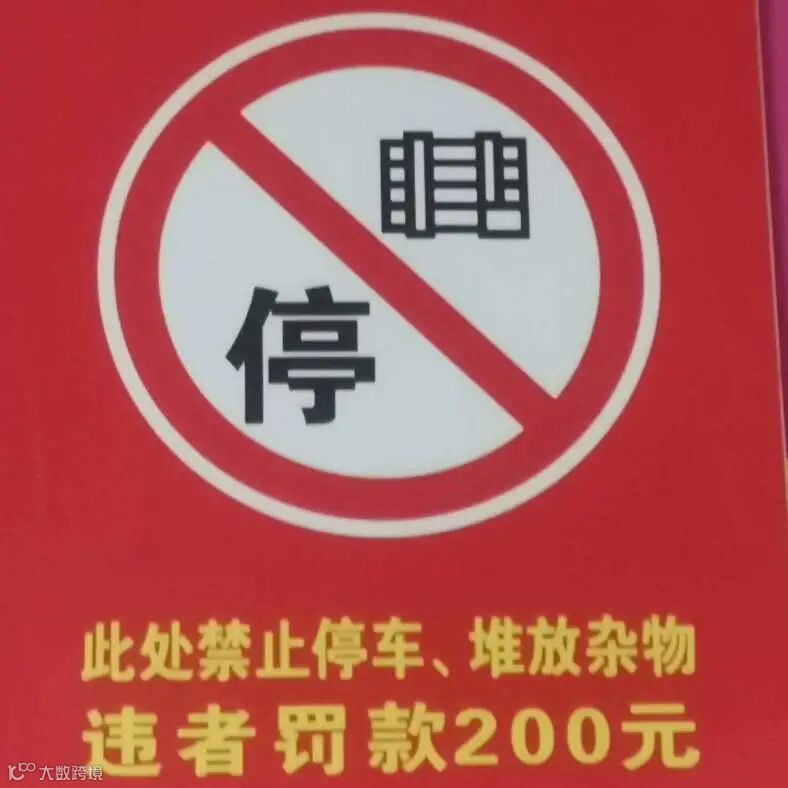 停
此处禁止停车、堆放杂物
违者罚款200元
大数跨境